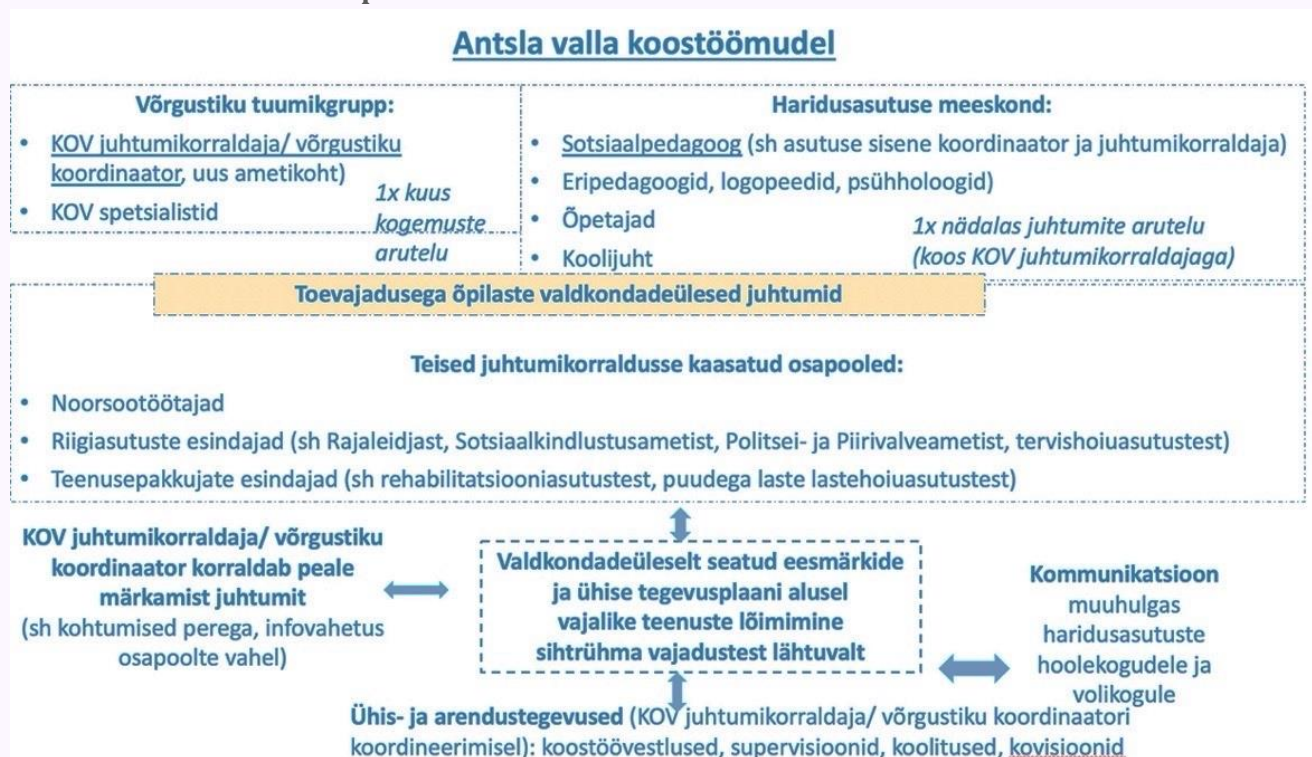 Antsla valla koostöömudel
Võrgustiku tuumikgrupp:
• KOV juhtumikorraldaja/ võrgustiku
koordinaator, uus ametikoht)
• KOV spetsialistid
1x kuus
kogemuste
arutelu
Haridusasutuse meeskond:
• Sotsiaalpedagoog (sh asutuse sisene koordinaator ja juhtumikorraldaja)
• Eripedagoogid, logopeedid, psühholoogid)
• Õpetajad
• Koolijuht
1x nädalas juhtumite arutelu
(koos KOV juhtumikorraldajaga)
Toevajadusega õpilaste valdkondadeülesed juhtumid
Teised juhtumikorraldusse kaasatud osapooled:
• Noorsootöötajad
• Riigiasutuste esindajad (sh Rajaleidjast, Sotsiaalkindlustusametist, Politsei- ja Piirivalveametist, tervishoiuasutustest)
• Teenusepakkujate esindajad (sh rehabilitatsiooniasutustest, puudega laste lastehoiuasutustest)
KOV juhtumikorraldaja/ võrgustiku
koordinaator korraldab peale
märkamist juhtumit
(sh kohtumised perega, infovahetus
osapoolte vahel)
Valdkondadeüleselt seatud eesmärkide
ja ühise tegevusplaani alusel
vajalike teenuste lõimimine
sihtrühma vajadustest lähtuvalt
Kommunikatsioon
muuhulgas
haridusasutuste
hoolekogudele ja
volikogule
Ühis- ja arendustegevused (KOV juhtumikorraldaja/ võrgustiku koordinaatori
koordineerimisel): koostöövestlused, supervisioonid, koolitused, kovisioonid